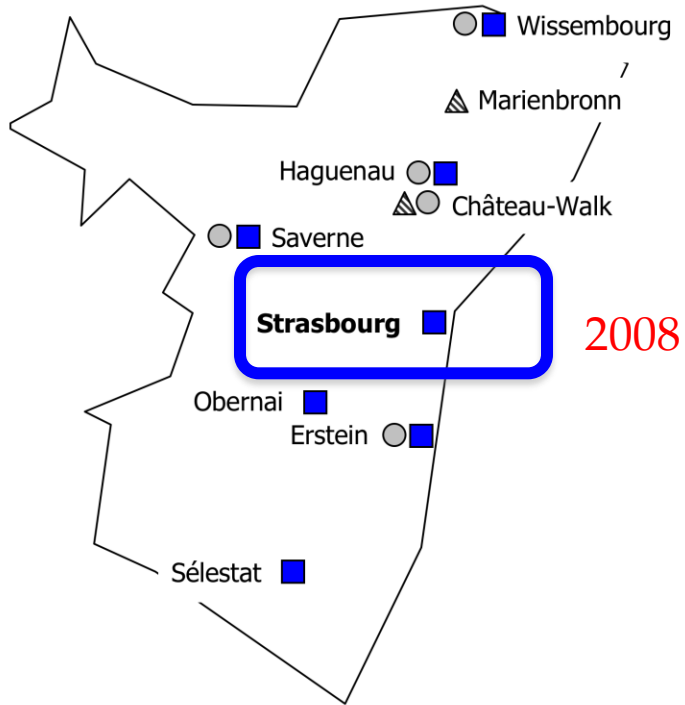 Wissembourg
Marienbronn
Haguenau
Château-Walk
Saverne
Strasbourg
2008
Obernai
Erstein
Sélestat